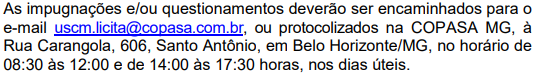 As impugnações e/ou questionamentos deverão ser encaminhados para o
e-mail uscm.licita@copasa.com.br, ou protocolizados na COPASA MG, à
Rua Carangola, 606, Santo Antônio, em Belo Horizonte/MG, no horário de
08:30 às 12:00 e de 14:00 às 17:30 horas, nos dias úteis.